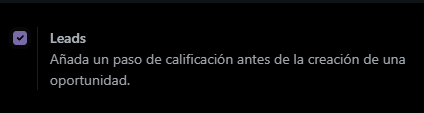 Leads
Añada un paso de calificación antes de la creación de una
oportunidad.